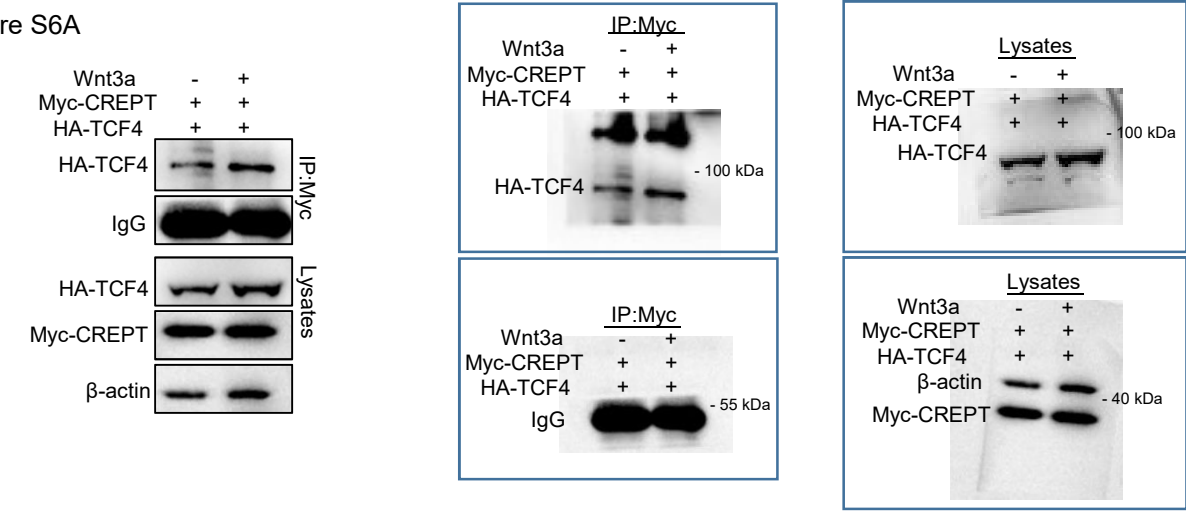 re S6A
Wnt3a - +
Myc-CREPT + +
HA-TCF4 + +
HA-TCF4
IgG
IP:Myc
HA-TCF4
Myc-CREPT
β-actin
Lysates
IP:Myc
Wnt3a - +
Myc-CREPT + +
HA-TCF4 + +
- 100 kDa
HA-TCF4
IP:Myc
Wnt3a - +
Myc-CREPT + +
HA-TCF4 + +
- 55 kDa
IgG
Lysates
Wnt3a - +
Myc-CREPT + +
HA-TCF4 + +
- 100 kDa
HA-TCF4
Lysates
Wnt3a - +
Myc-CREPT + +
HA-TCF4 + +
β-actin
- 40 kDa
Myc-CREPT